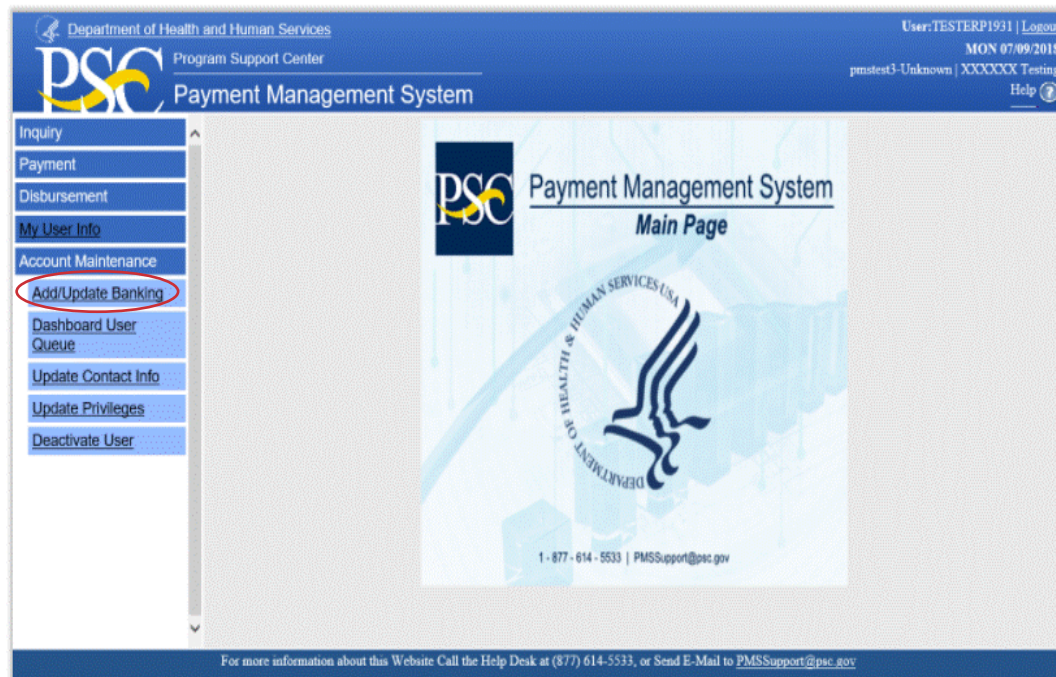 Department of Health and Human Services
User:TESTERP1931 | Logout
MON 07/09/2018
PSC Program Support Center
Payment Management System
pmstest3-Unknown | XXXXXX Testing
Help ?
Inquiry
Payment
Disbursement
My User Info
Account Maintenance
Add/Update Banking
Dashboard User
Queue
Update Contact Info
Update Privileges
Deactivate User
PSC Payment Management System
Main Page
DEPARTMENT OF HEALTH & HUMAN SERVICES USA
1 - 877 - 614 - 5533 | PMSSupport@psc.gov
For more information about this Website Call the Help Desk at (877) 614-5533, or Send E-Mail to PMSSupport@psc.gov